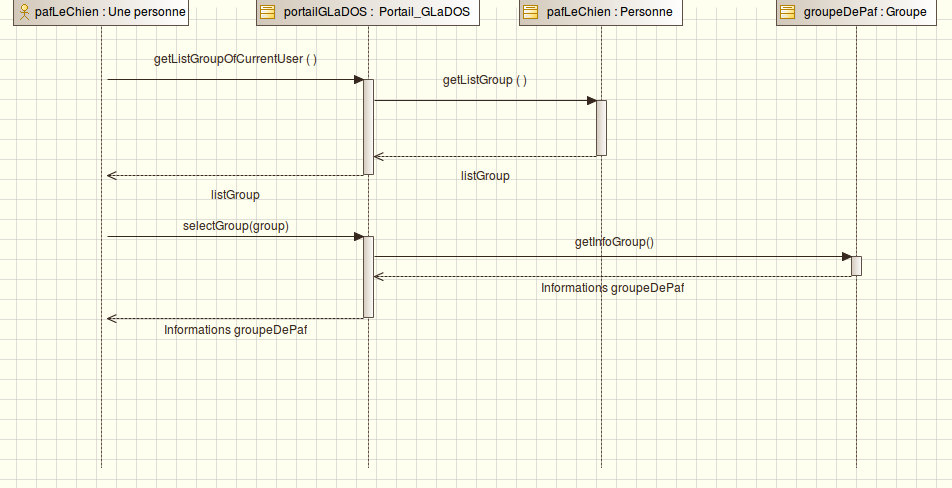 pafLeChien : Une personne
portailGLaDOS : Portail_GLaDOS
pafLeChien : Personne
groupeDePaf : Groupe
getListGroupOfCurrentUser ( )
getListGroup ( )
listGroup
listGroup
selectGroup(group)
getInfoGroup()
Informations groupeDePaf
Informations groupeDePaf